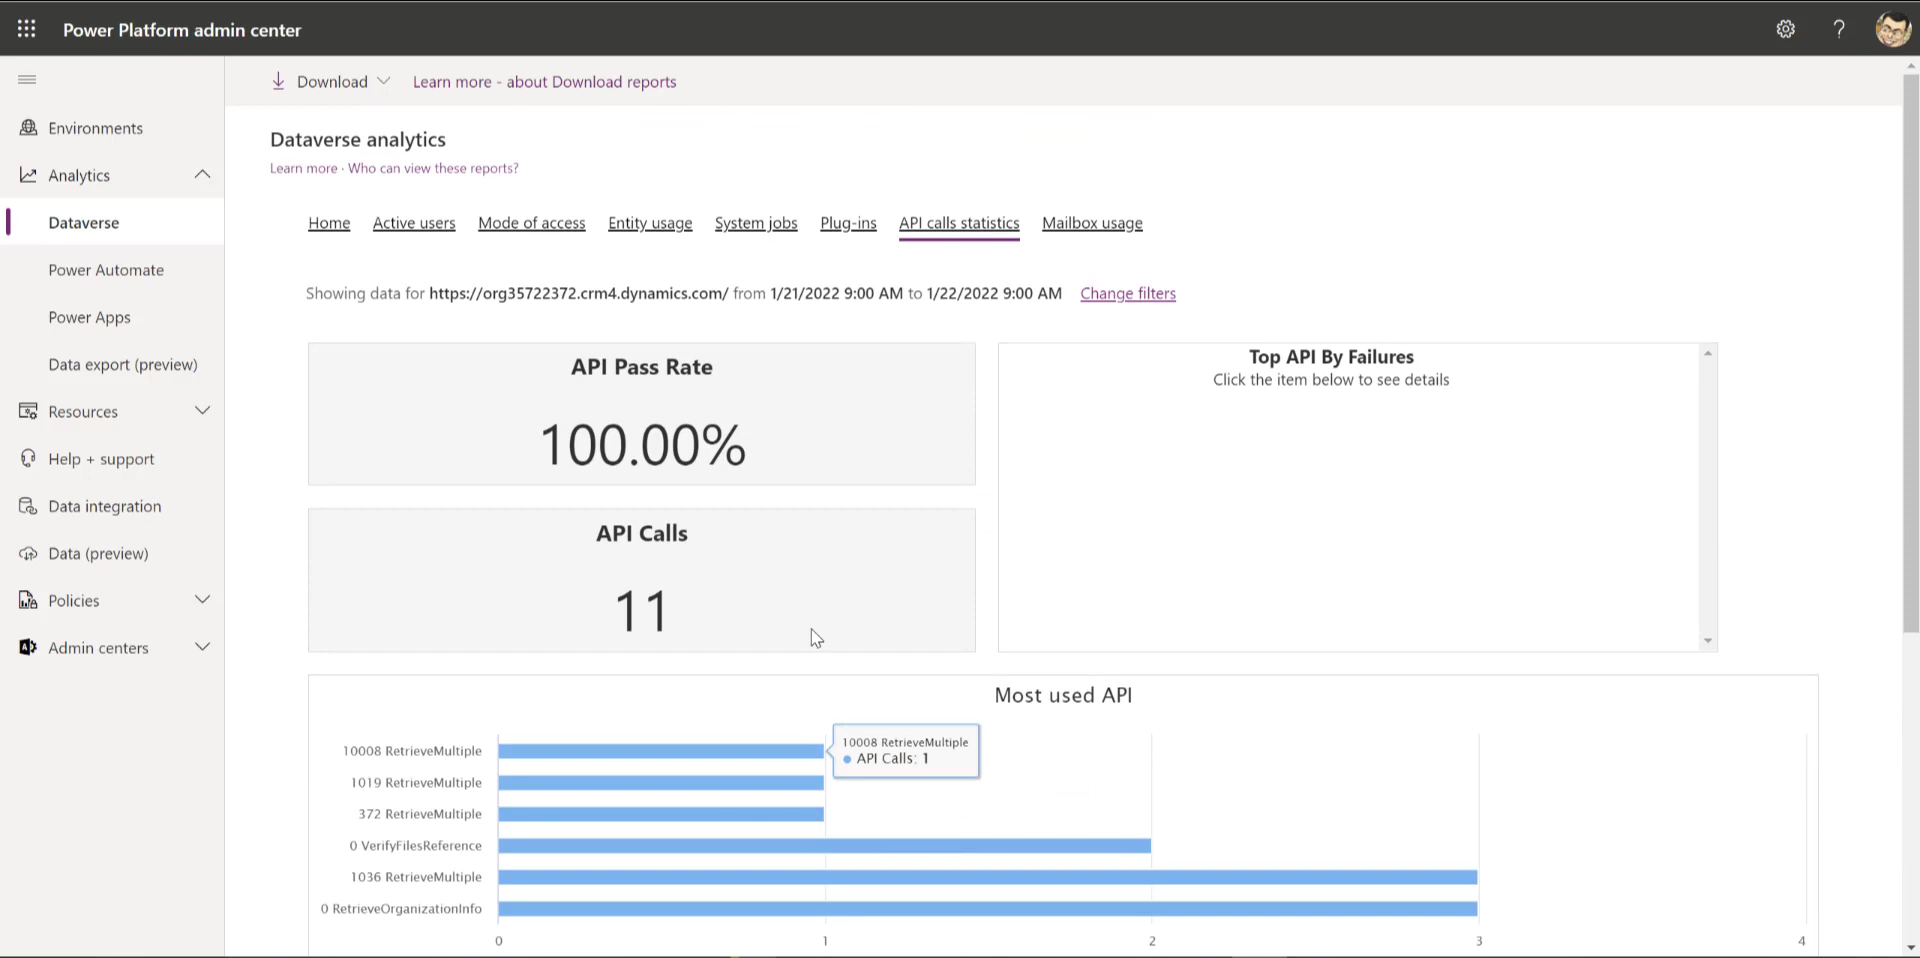 Power Platform admin center
?
Download
Learn more - about Download reports
Environments
Analytics
Dataverse
Power Automate
Power Apps
Data export (preview)
Resources
Help + support
Data integration
Data (preview)
Policies
Admin centers
Dataverse analytics
Learn more · Who can view these reports?
Home Active users Mode of access Entity usage System jobs Plug-ins API calls statistics Mailbox usage
Showing data for https://org35722372.crm4.dynamics.com/ from 1/21/2022 9:00 AM to 1/22/2022 9:00 AM Change filters
API Pass Rate
100.00%
API Calls
11
Top API By Failures
Click the item below to see details
Most used API
10008 RetrieveMultiple
1019 RetrieveMultiple
372 RetrieveMultiple
0 VerifyFilesReference
1036 RetrieveMultiple
0 RetrieveOrganizationInfo
10008 RetrieveMultiple
API Calls: 1
0 1 2 3 4